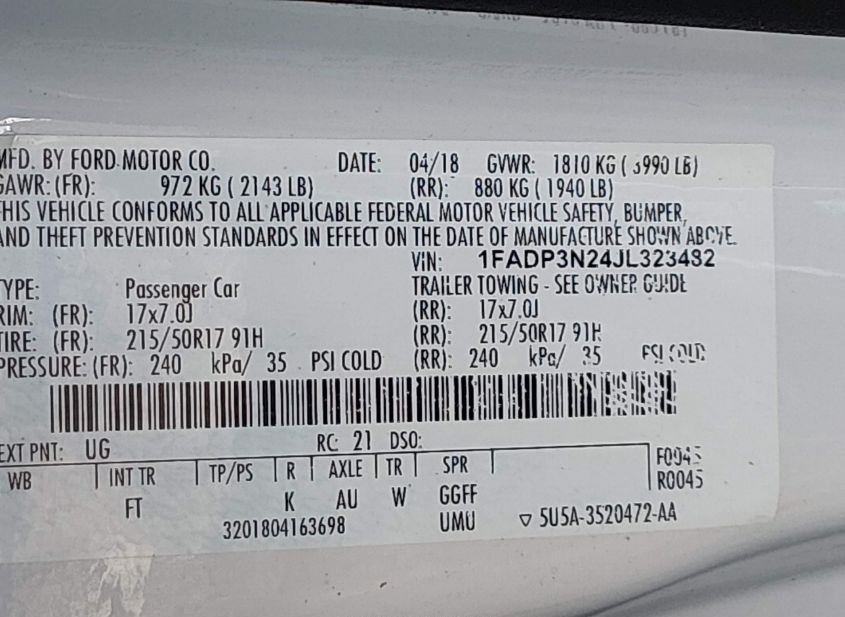 MFD. BY FORD MOTOR CO. DATE: 04/18 GVWR: 1810 KG ( 3990 LB)
GAWR: (FR): 972 KG ( 2143 LB) (RR): 880 KG ( 1940 LB)
THIS VEHICLE CONFORMS TO ALL APPLICABLE FEDERAL MOTOR VEHICLE SAFETY, BUMPER,
AND THEFT PREVENTION STANDARDS IN EFFECT ON THE DATE OF MANUFACTURE SHOWN ABOVE.
VIN: 1FADP3N24JL323482
TYPE: Passenger Car TRAILER TOWING - SEE OWNER GUIDE
RIM: (FR): 17x7.0J (RR): 17x7.0J
TIRE: (FR): 215/50R17 91H (RR): 215/50R17 91H
PRESSURE: (FR): 240 kPa/ 35 PSI COLD (RR): 240 kPa/ 35 PSI COLD
EXT PNT: UG RC: 21 DSO:
WB INT TR TP/PS R AXLE TR SPR F0045
FT K AU W GGFF R0045
3201804163698 UMU ▽ 5U5A-3520472-AA